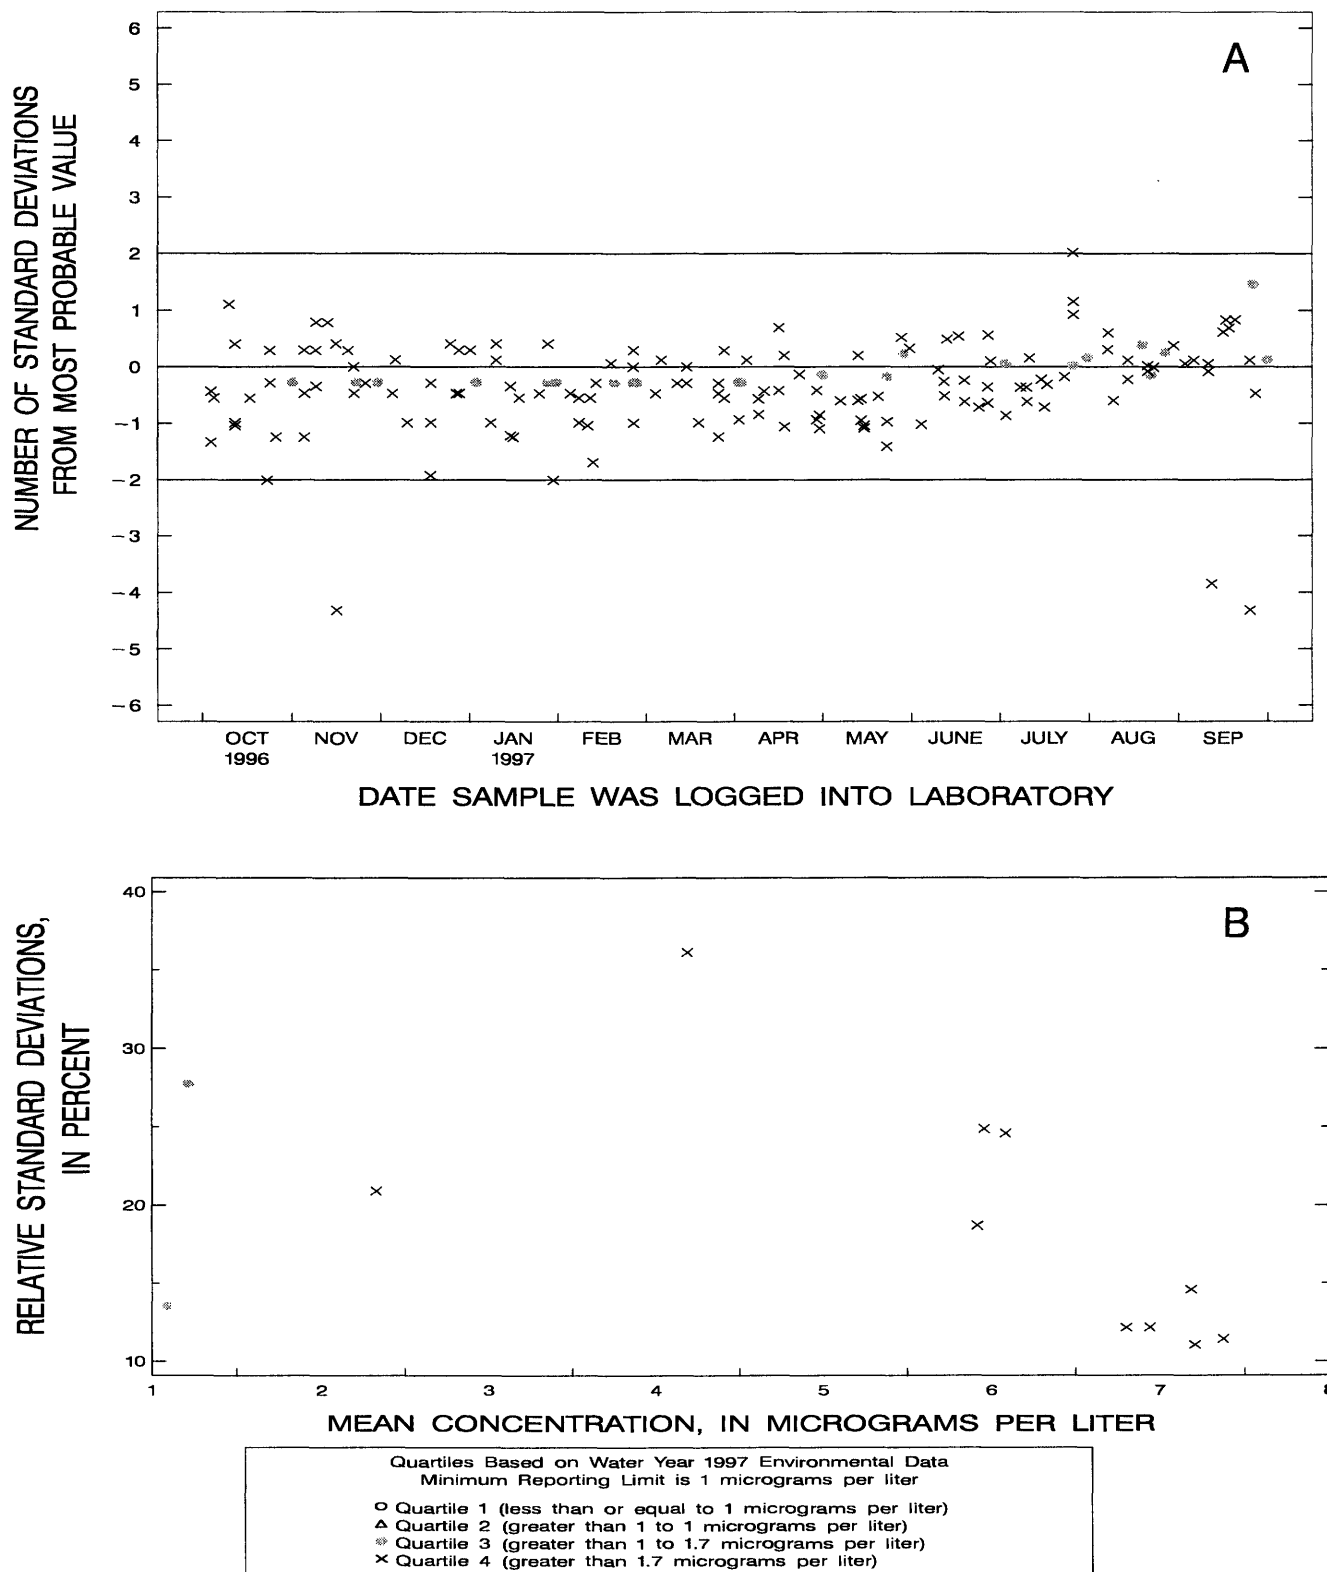 A
NUMBER OF STANDARD DEVIATIONS
FROM MOST PROBABLE VALUE
6
5
4
3
2
1
0
−1
−2
−3
−4
−5
−6
OCT NOV DEC JAN FEB MAR APR MAY JUNE JULY AUG SEP
1996 1997
DATE SAMPLE WAS LOGGED INTO LABORATORY
B
RELATIVE STANDARD DEVIATIONS,
IN PERCENT
40
30
20
10
1 2 3 4 5 6 7 8
MEAN CONCENTRATION, IN MICROGRAMS PER LITER
Quartiles Based on Water Year 1997 Environmental Data
Minimum Reporting Limit is 1 micrograms per liter
Quartile 1 (less than or equal to 1 micrograms per liter)
Quartile 2 (greater than 1 to 1 micrograms per liter)
Quartile 3 (greater than 1 to 1.7 micrograms per liter)
Quartile 4 (greater than 1.7 micrograms per liter)